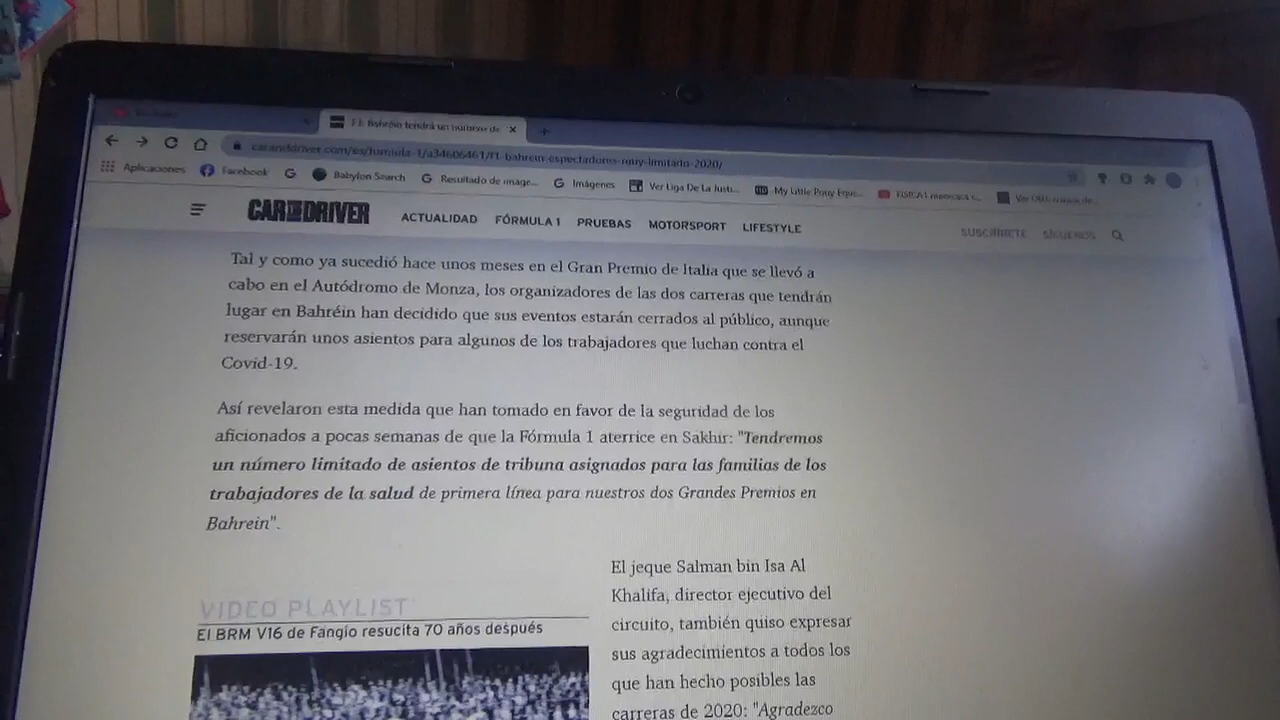 F1: Bahréin tendrá un número de
caranddriver.com/es/formula-1/a34606461/f1-bahrein-espectadores-muy-limitado-2020/
Aplicaciones Facebook Babylon Search Resultado de image... Imágenes Ver Liga De La Justi... My Little Pony Eque...
CAR AND DRIVER ACTUALIDAD FÓRMULA 1 PRUEBAS MOTORSPORT LIFESTYLE SUSCRÍBETE SÍGUENOS
Tal y como ya sucedió hace unos meses en el Gran Premio de Italia que se llevó a
cabo en el Autódromo de Monza, los organizadores de las dos carreras que tendrán
lugar en Bahréin han decidido que sus eventos estarán cerrados al público, aunque
reservarán unos asientos para algunos de los trabajadores que luchan contra el
Covid-19.
Así revelaron esta medida que han tomado en favor de la seguridad de los
aficionados a pocas semanas de que la Fórmula 1 aterrice en Sakhir: "Tendremos
un número limitado de asientos de tribuna asignados para las familias de los
trabajadores de la salud de primera línea para nuestros dos Grandes Premios en
Bahrein".
VIDEO PLAYLIST
El BRM V16 de Fangio resucita 70 años después
El jeque Salman bin Isa Al
Khalifa, director ejecutivo del
circuito, también quiso expresar
sus agradecimientos a todos los
que han hecho posibles las
carreras de 2020: "Agradezco